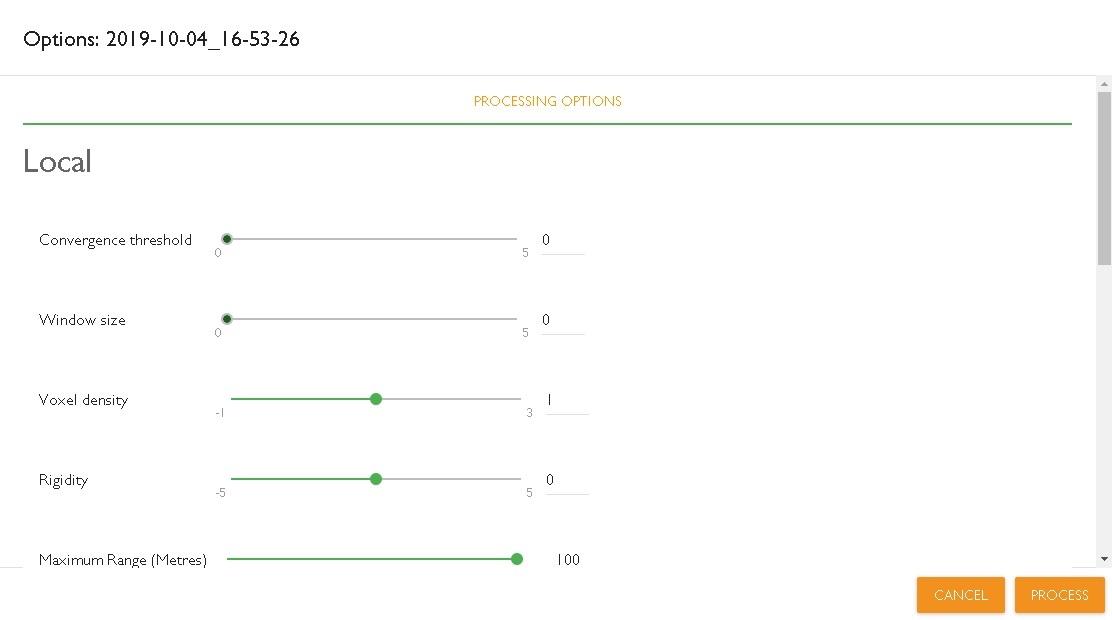 Options: 2019-10-04_16-53-26
PROCESSING OPTIONS
Local
Convergence threshold 0 5 0
Window size 0 5 0
Voxel density -1 3 1
Rigidity -5 5 0
Maximum Range (Metres) 100
CANCEL PROCESS